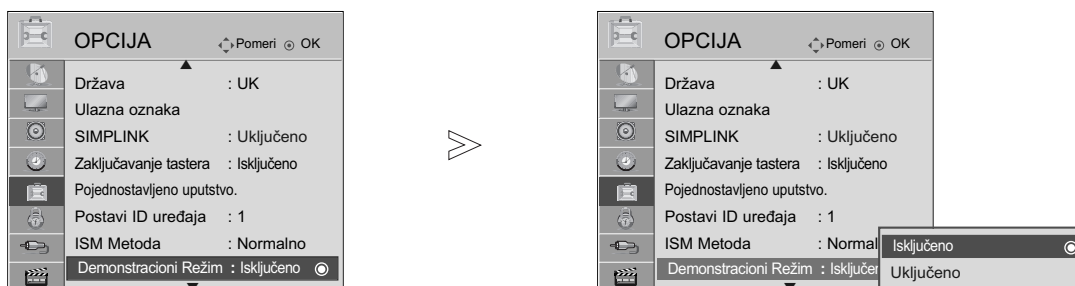 OPCIJA Pomeri OK
Država : UK
Ulazna oznaka
SIMPLINK : Uključeno
Zaključavanje tastera : Isključeno
Pojednostavljeno uputstvo.
Postavi ID uređaja : 1
ISM Metoda : Normalno
Demonstracioni Režim : Isključeno
OPCIJA Pomeri OK
Država : UK
Ulazna oznaka
SIMPLINK : Uključeno
Zaključavanje tastera : Isključeno
Pojednostavljeno uputstvo.
Postavi ID uređaja : 1
ISM Metoda : Normal
Demonstracioni Režim : Isključen
Isključeno
Uključeno